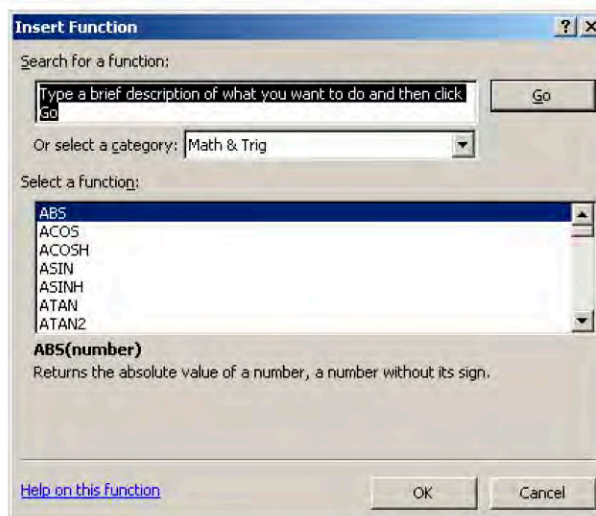 Insert Function
Search for a function:
Type a brief description of what you want to do and then click
Go
Go
Or select a category: Math & Trig
Select a function:
ABS
ACOS
ACOSH
ASIN
ASINH
ATAN
ATAN2
ABS(number)
Returns the absolute value of a number, a number without its sign.
Help on this function
OK
Cancel